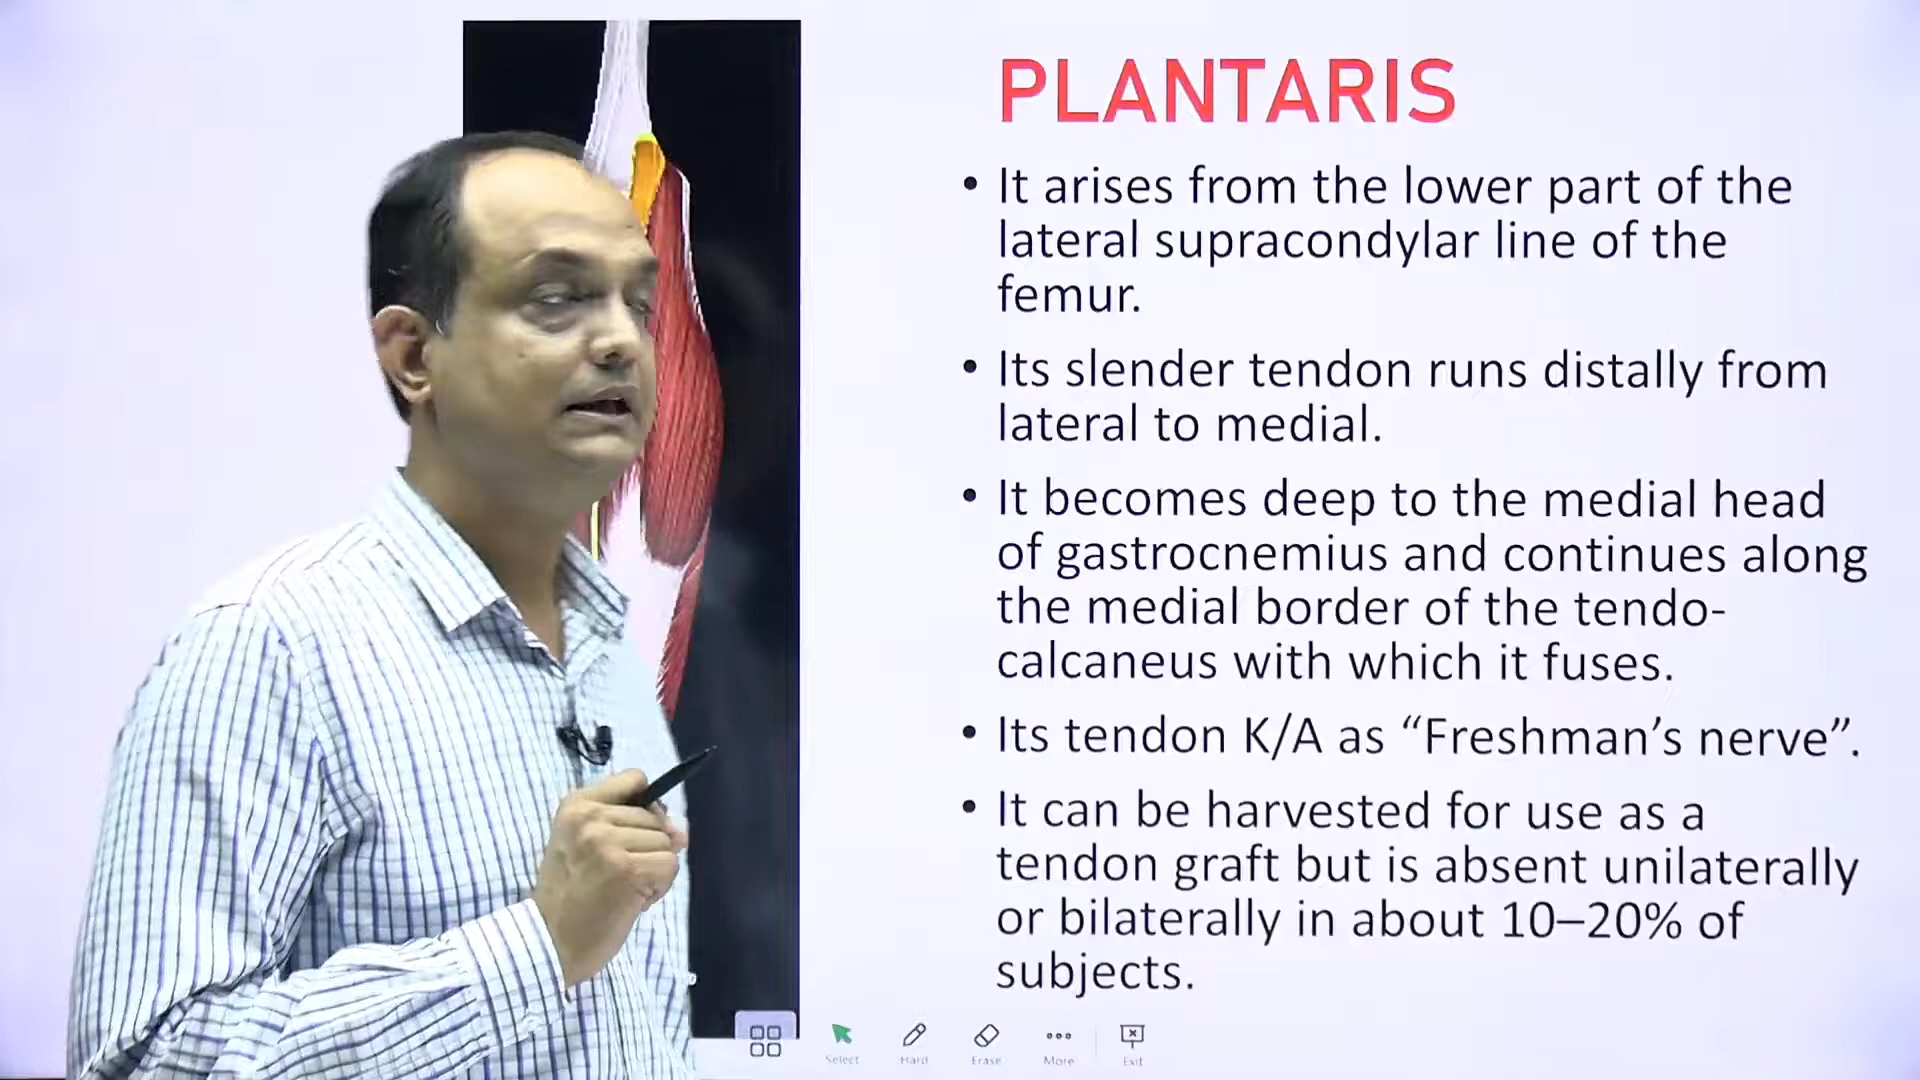 PLANTARIS
• It arises from the lower part of the
lateral supracondylar line of the
femur.
• Its slender tendon runs distally from
lateral to medial.
• It becomes deep to the medial head
of gastrocnemius and continues along
the medial border of the tendo-
calcaneus with which it fuses.
• Its tendon K/A as “Freshman’s nerve”.
• It can be harvested for use as a
tendon graft but is absent unilaterally
or bilaterally in about 10–20% of
subjects.
Select Hard Erase More Exit